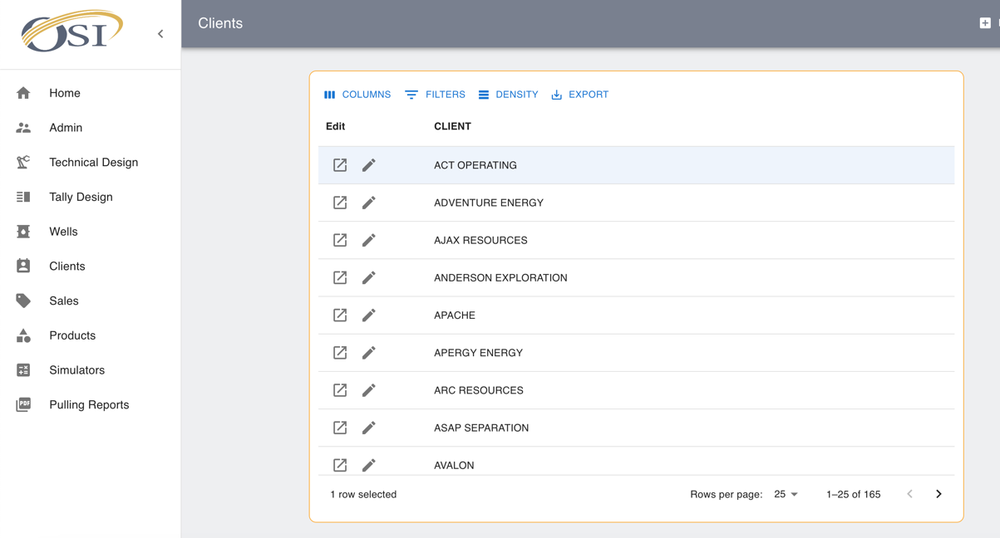 OSI
Clients
Home
Admin
Technical Design
Tally Design
Wells
Clients
Sales
Products
Simulators
PDF
Pulling Reports
COLUMNS FILTERS DENSITY EXPORT
Edit CLIENT
ACT OPERATING
ADVENTURE ENERGY
AJAX RESOURCES
ANDERSON EXPLORATION
APACHE
APERGY ENERGY
ARC RESOURCES
ASAP SEPARATION
AVALON
1 row selected Rows per page: 25 1–25 of 165